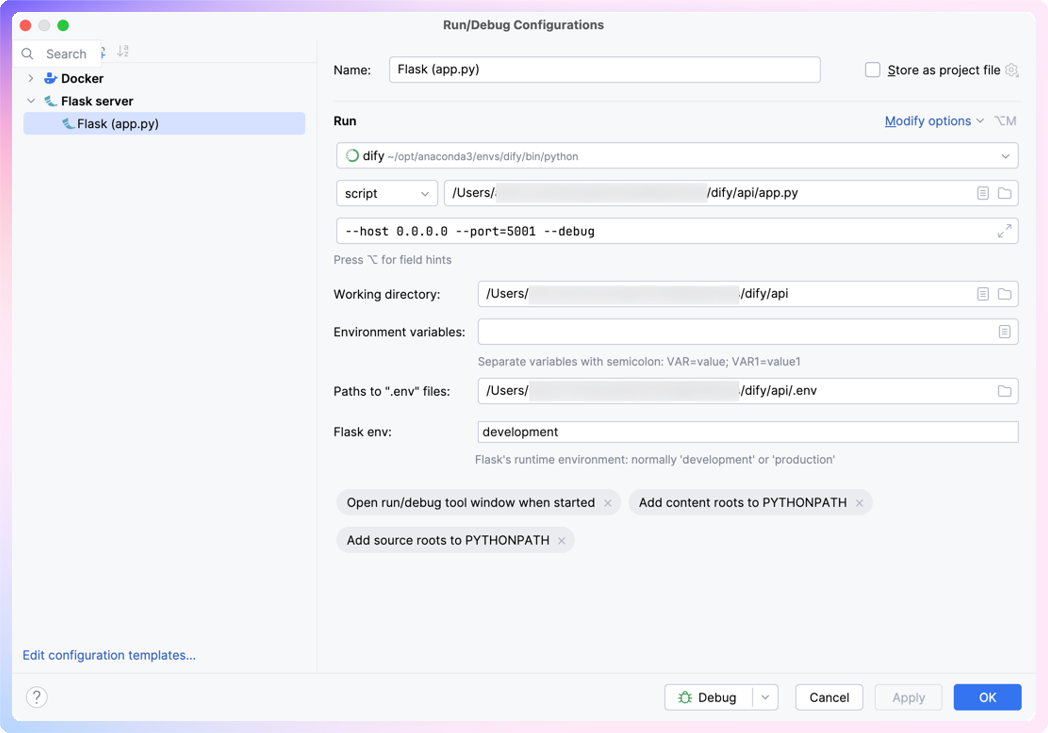 Run/Debug Configurations
Search
Docker
Flask server
Flask (app.py)
Edit configuration templates...
Name: Flask (app.py) Store as project file
Run Modify options ⌥M
dify ~/opt/anaconda3/envs/dify/bin/python
script /Users/ /dify/api/app.py
--host 0.0.0.0 --port=5001 --debug
Press ⌥ for field hints
Working directory: /Users/ /dify/api
Environment variables:
Separate variables with semicolon: VAR=value; VAR1=value1
Paths to ".env" files: /Users/ /dify/api/.env
Flask env: development
Flask's runtime environment: normally 'development' or 'production'
Open run/debug tool window when started × Add content roots to PYTHONPATH ×
Add source roots to PYTHONPATH ×
? Debug Cancel Apply OK